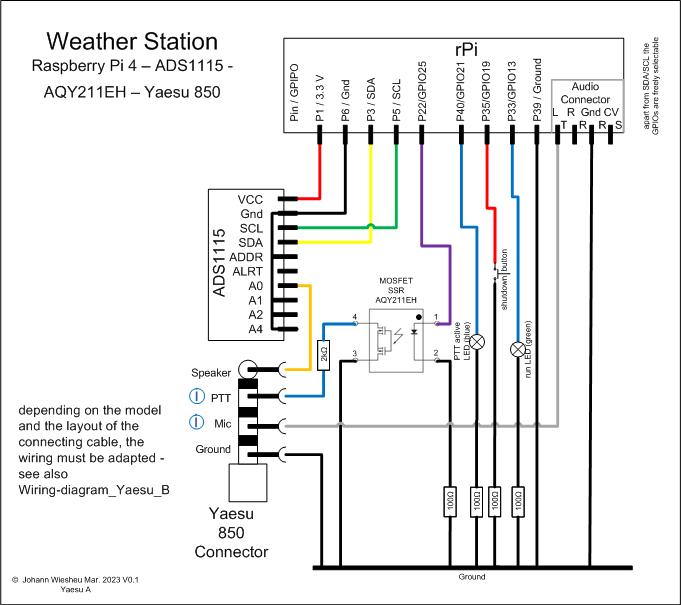 Weather Station
Raspberry Pi 4 – ADS1115 -
AQY211EH – Yaesu 850
rPi
Pin / GPIPO
P1 / 3.3 V
P6 / Gnd
P3 / SDA
P5 / SCL
P22/GPIO25
P40/GPIO21
P35/GPIO19
P33/GPIO13
P39 / Ground
Audio
Connector
L R Gnd CV
T R R S
apart from SDA/SCL the
GPIOs are freely selectable
ADS1115
VCC
Gnd
SCL
SDA
ADDR
ALRT
A0
A1
A2
A4
MOSFET
SSR
AQY211EH
4
1
3
2
2kΩ
PTT active
LED (blue)
shutdown button
run LED (green)
Speaker
PTT
Mic
Ground
depending on the model
and the layout of the
connecting cable, the
wiring must be adapted -
see also
Wiring-diagram_Yaesu_B
Yaesu
850
Connector
100Ω
100Ω
100Ω
100Ω
Ground
© Johann Wiesheu Mar. 2023 V0.1
Yaesu A